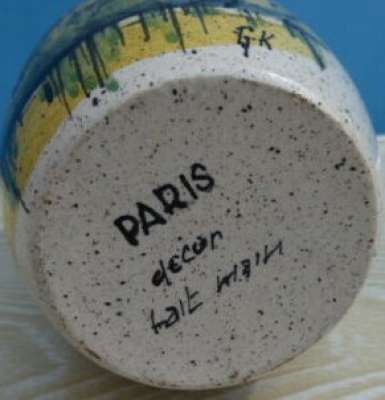 GK
PARIS
decor
fait main